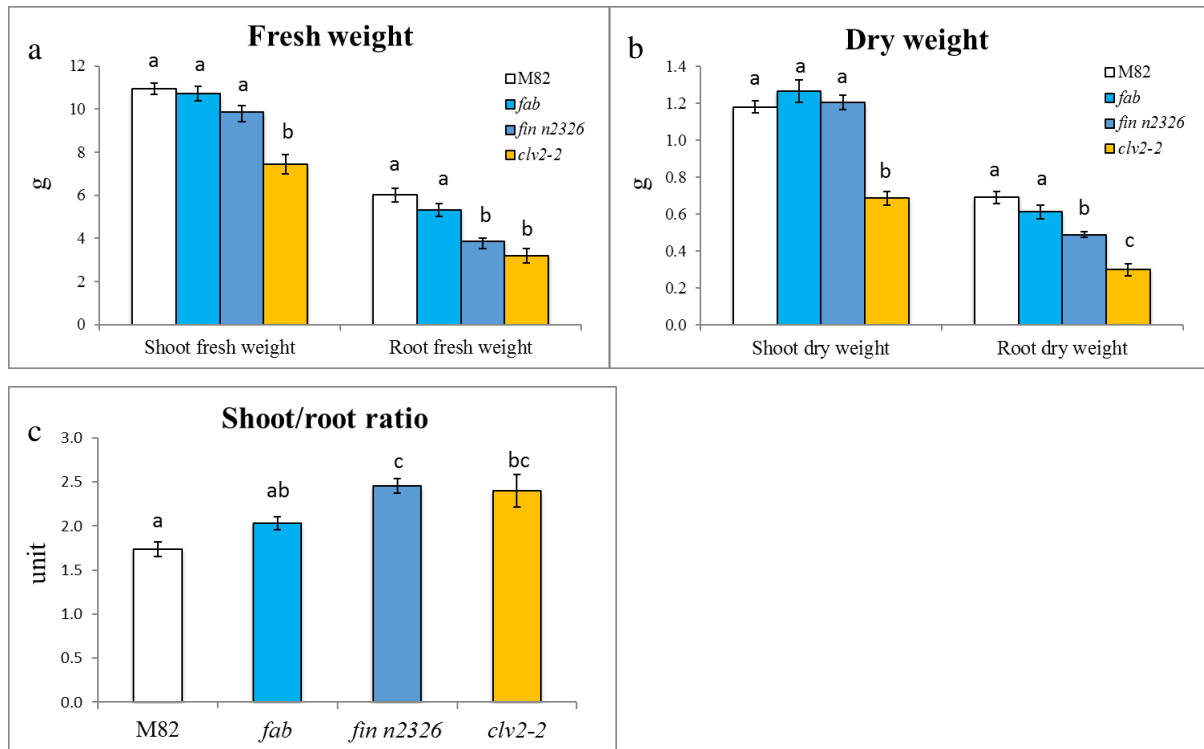 a
Fresh weight
12
10
8
6
4
2
0
g
a
a
a
b
a
a
b
b
M82
fab
fin n2326
clv2-2
Shoot fresh weight
Root fresh weight
b
Dry weight
1.4
1.2
1.0
0.8
0.6
0.4
0.2
0.0
g
a
a
a
b
a
a
b
c
M82
fab
fin n2326
clv2-2
Shoot dry weight
Root dry weight
c
Shoot/root ratio
3.0
2.5
2.0
1.5
1.0
0.5
0.0
unit
a
ab
c
bc
M82
fab
fin n2326
clv2-2